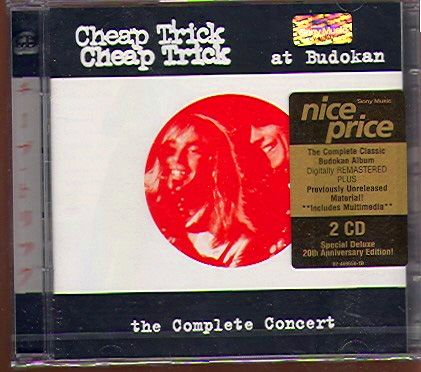 Cheap Trick
Cheap Trick
at Budokan
Sony Music
nice
price
The Complete Classic
Budokan Album
Digitally REMASTERED
PLUS
Previously Unreleased
Material!
**Includes Multimedia**
2 CD
Special Deluxe
20th Anniversary Edition!
the Complete Concert